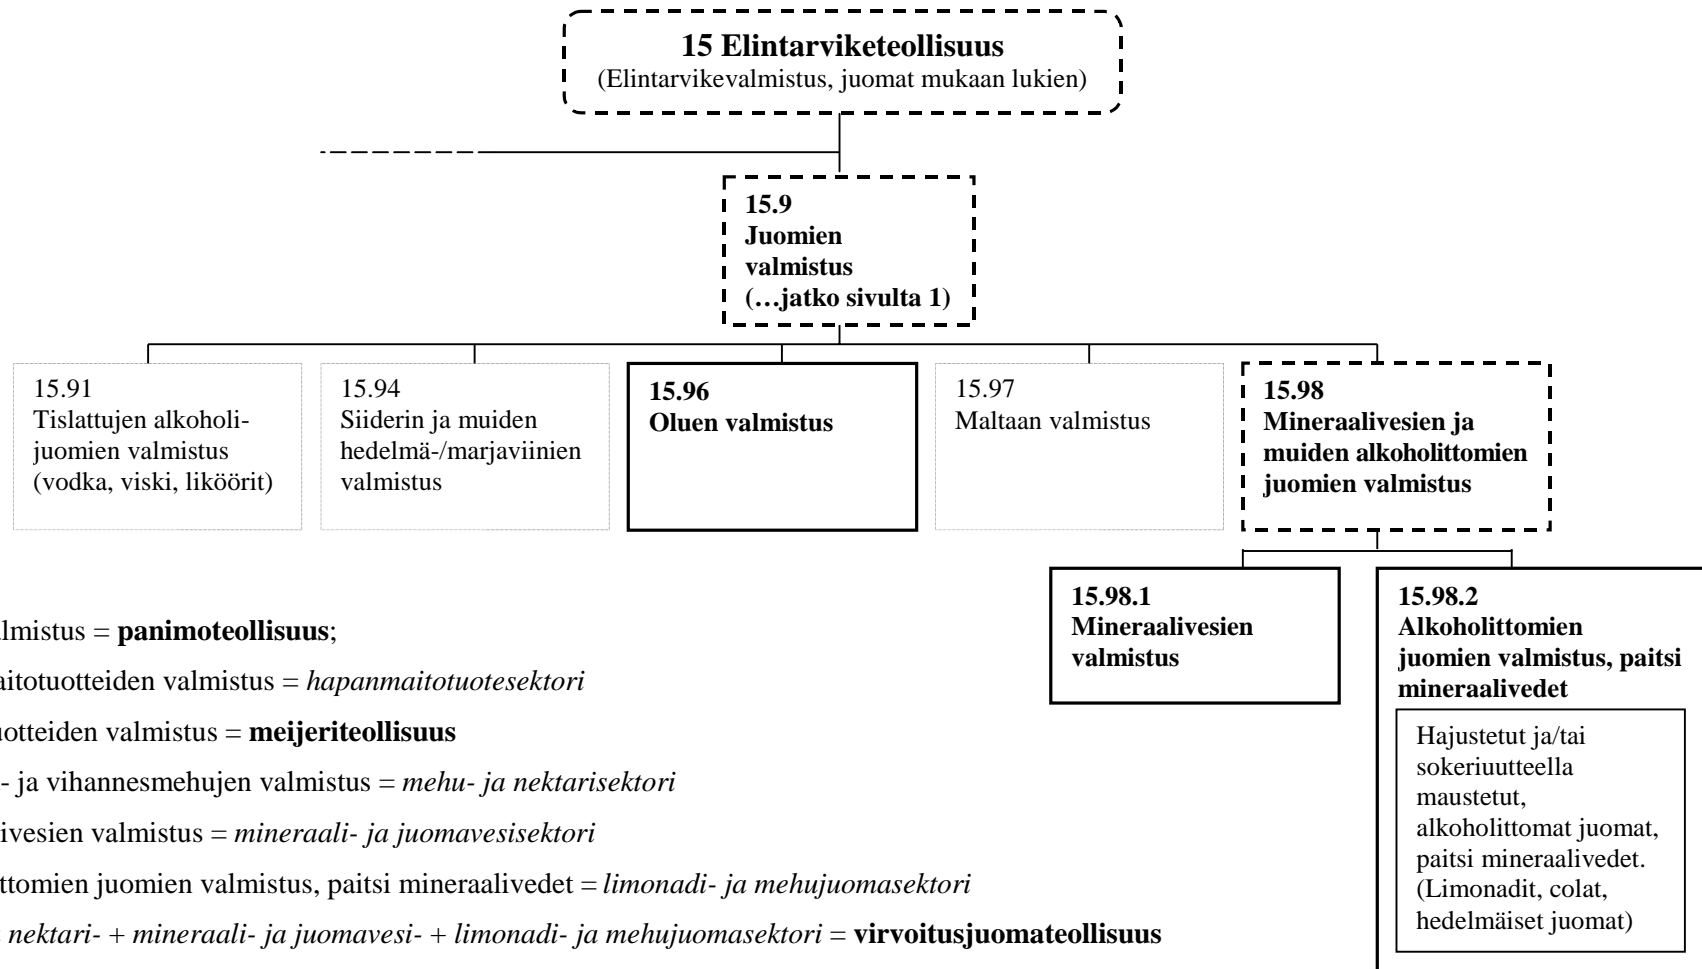 15 Elintarviketeollisuus
(Elintarvikevalmistus, juomat mukaan lukien)
15.9
Juomien
valmistus
(…jatko sivulta 1)
15.91
Tislattujen alkoholi-
juomien valmistus
(vodka, viski, liköörit)
15.94
Siiderin ja muiden
hedelmä-/marjaviinien
valmistus
15.96
Oluen valmistus
15.97
Maltaan valmistus
15.98
Mineraalivesien ja
muiden alkoholittomien
juomien valmistus
15.98.1
Mineraalivesien
valmistus
15.98.2
Alkoholittomien
juomien valmistus, paitsi
mineraalivedet
Hajustetut ja/tai
sokeriuutteella
maustetut,
alkoholittomat juomat,
paitsi mineraalivedet.
(Limonadit, colat,
hedelmäiset juomat)
almistus = panimoteollisuus;
aitotuotteiden valmistus = hapanmaitotuotesektori
uotteiden valmistus = meijeriteollisuus
- ja vihannesmehujen valmistus = mehu- ja nektarisektori
ivesien valmistus = mineraali- ja juomavesisektori
ttomien juomien valmistus, paitsi mineraalivedet = limonadi- ja mehujuomasektori
nektari- + mineraali- ja juomavesi- + limonadi- ja mehujuomasektori = virvoitusjuomateollisuus